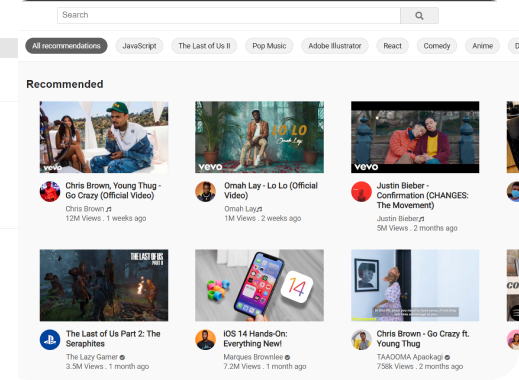 Search
All recommendations JavaScript The Last of Us II Pop Music Adobe Illustrator React Comedy Anime D
Recommended
vevo
LO LO
Omah Lay
vevo
vevo
Chris Brown, Young Thug -
Go Crazy (Official Video)
Chris Brown
12M Views . 1 weeks ago
Omah Lay - Lo Lo (Official
Video)
Omah Lay
1M Views . 2 weeks ago
Justin Bieber -
Confirmation (CHANGES:
The Movement)
Justin Bieber
5M Views . 2 months ago
THE LAST OF US
PART II
14
The Last of Us Part 2: The
Seraphites
The Lazy Gamer
3.5M Views . 1 month ago
iOS 14 Hands-On:
Everything New!
Marques Brownlee
7.2M Views . 1 month ago
Chris Brown - Go Crazy ft.
Young Thug
TAAOOMA Apaokagi
758k Views . 2 months ago